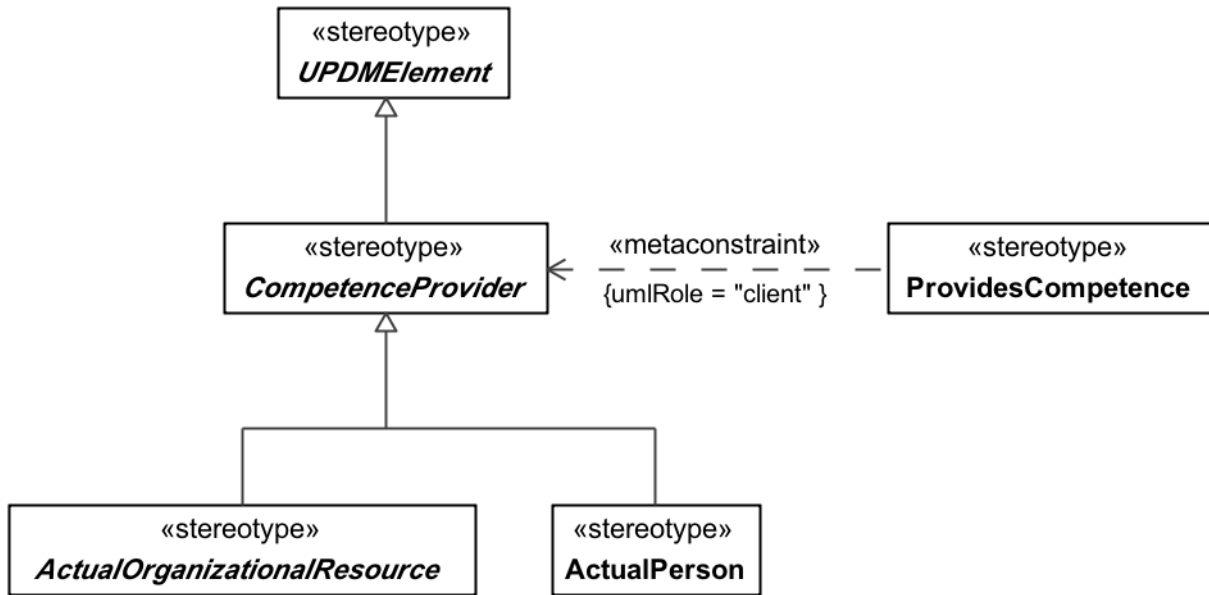 «stereotype»
UPDMElement
«stereotype»
CompetenceProvider
«metaconstraint»
{umlRole = "client" }
«stereotype»
ProvidesCompetence
«stereotype»
ActualOrganizationalResource
«stereotype»
ActualPerson